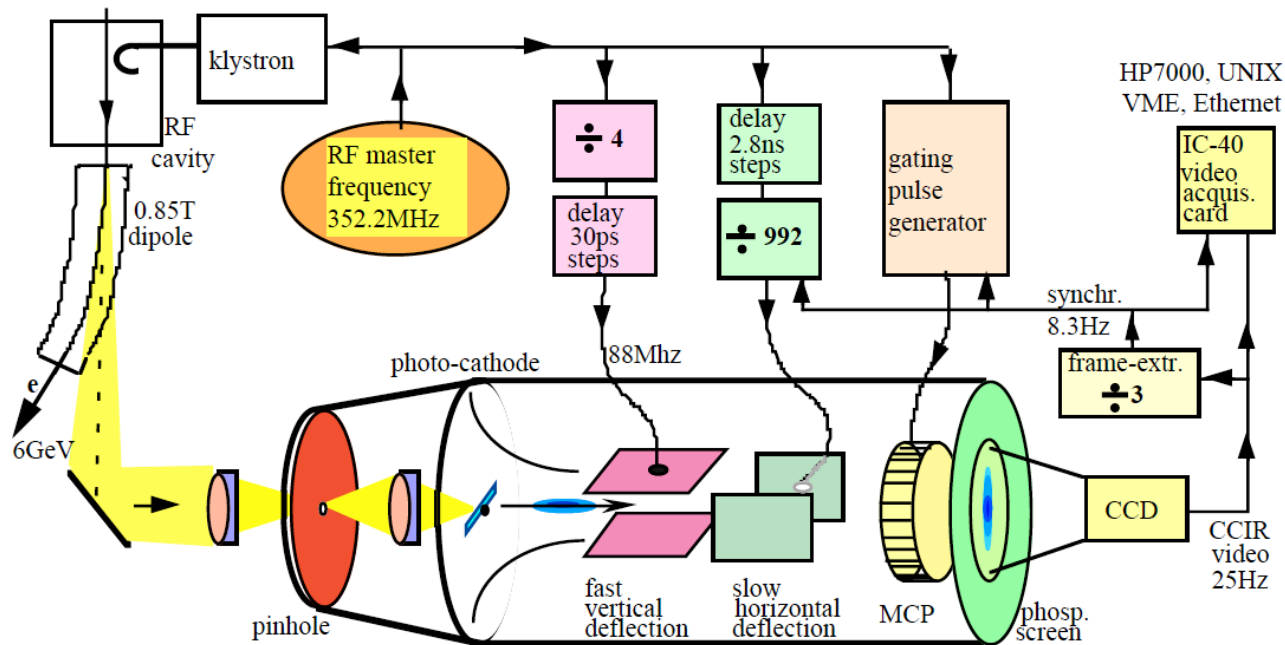 klystron
RF
cavity
RF master
frequency
352.2MHz
÷ 4
delay
30ps
steps
delay
2.8ns
steps
÷ 992
gating
pulse
generator
HP7000, UNIX
VME, Ethernet
IC-40
video
acquis.
card
0.85T
dipole
synchr.
8.3Hz
frame-extr.
÷ 3
88Mhz
photo-cathode
e
6GeV
CCD
CCIR
video
25Hz
pinhole
fast
vertical
deflection
slow
horizontal
deflection
MCP
phosp.
screen